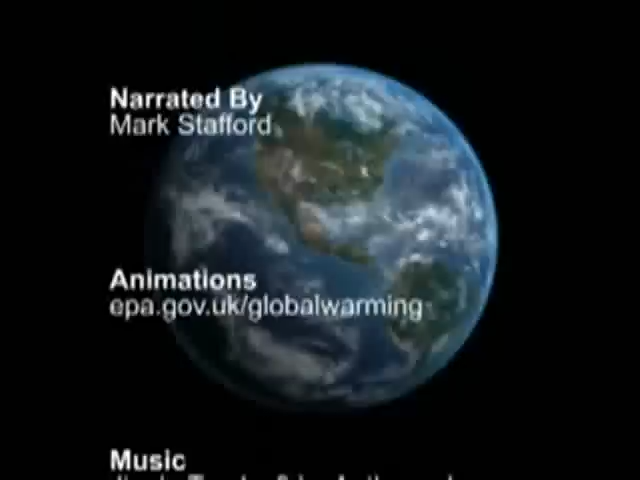 Narrated By
Mark Stafford
Animations
epa.gov.uk/globalwarming
Music